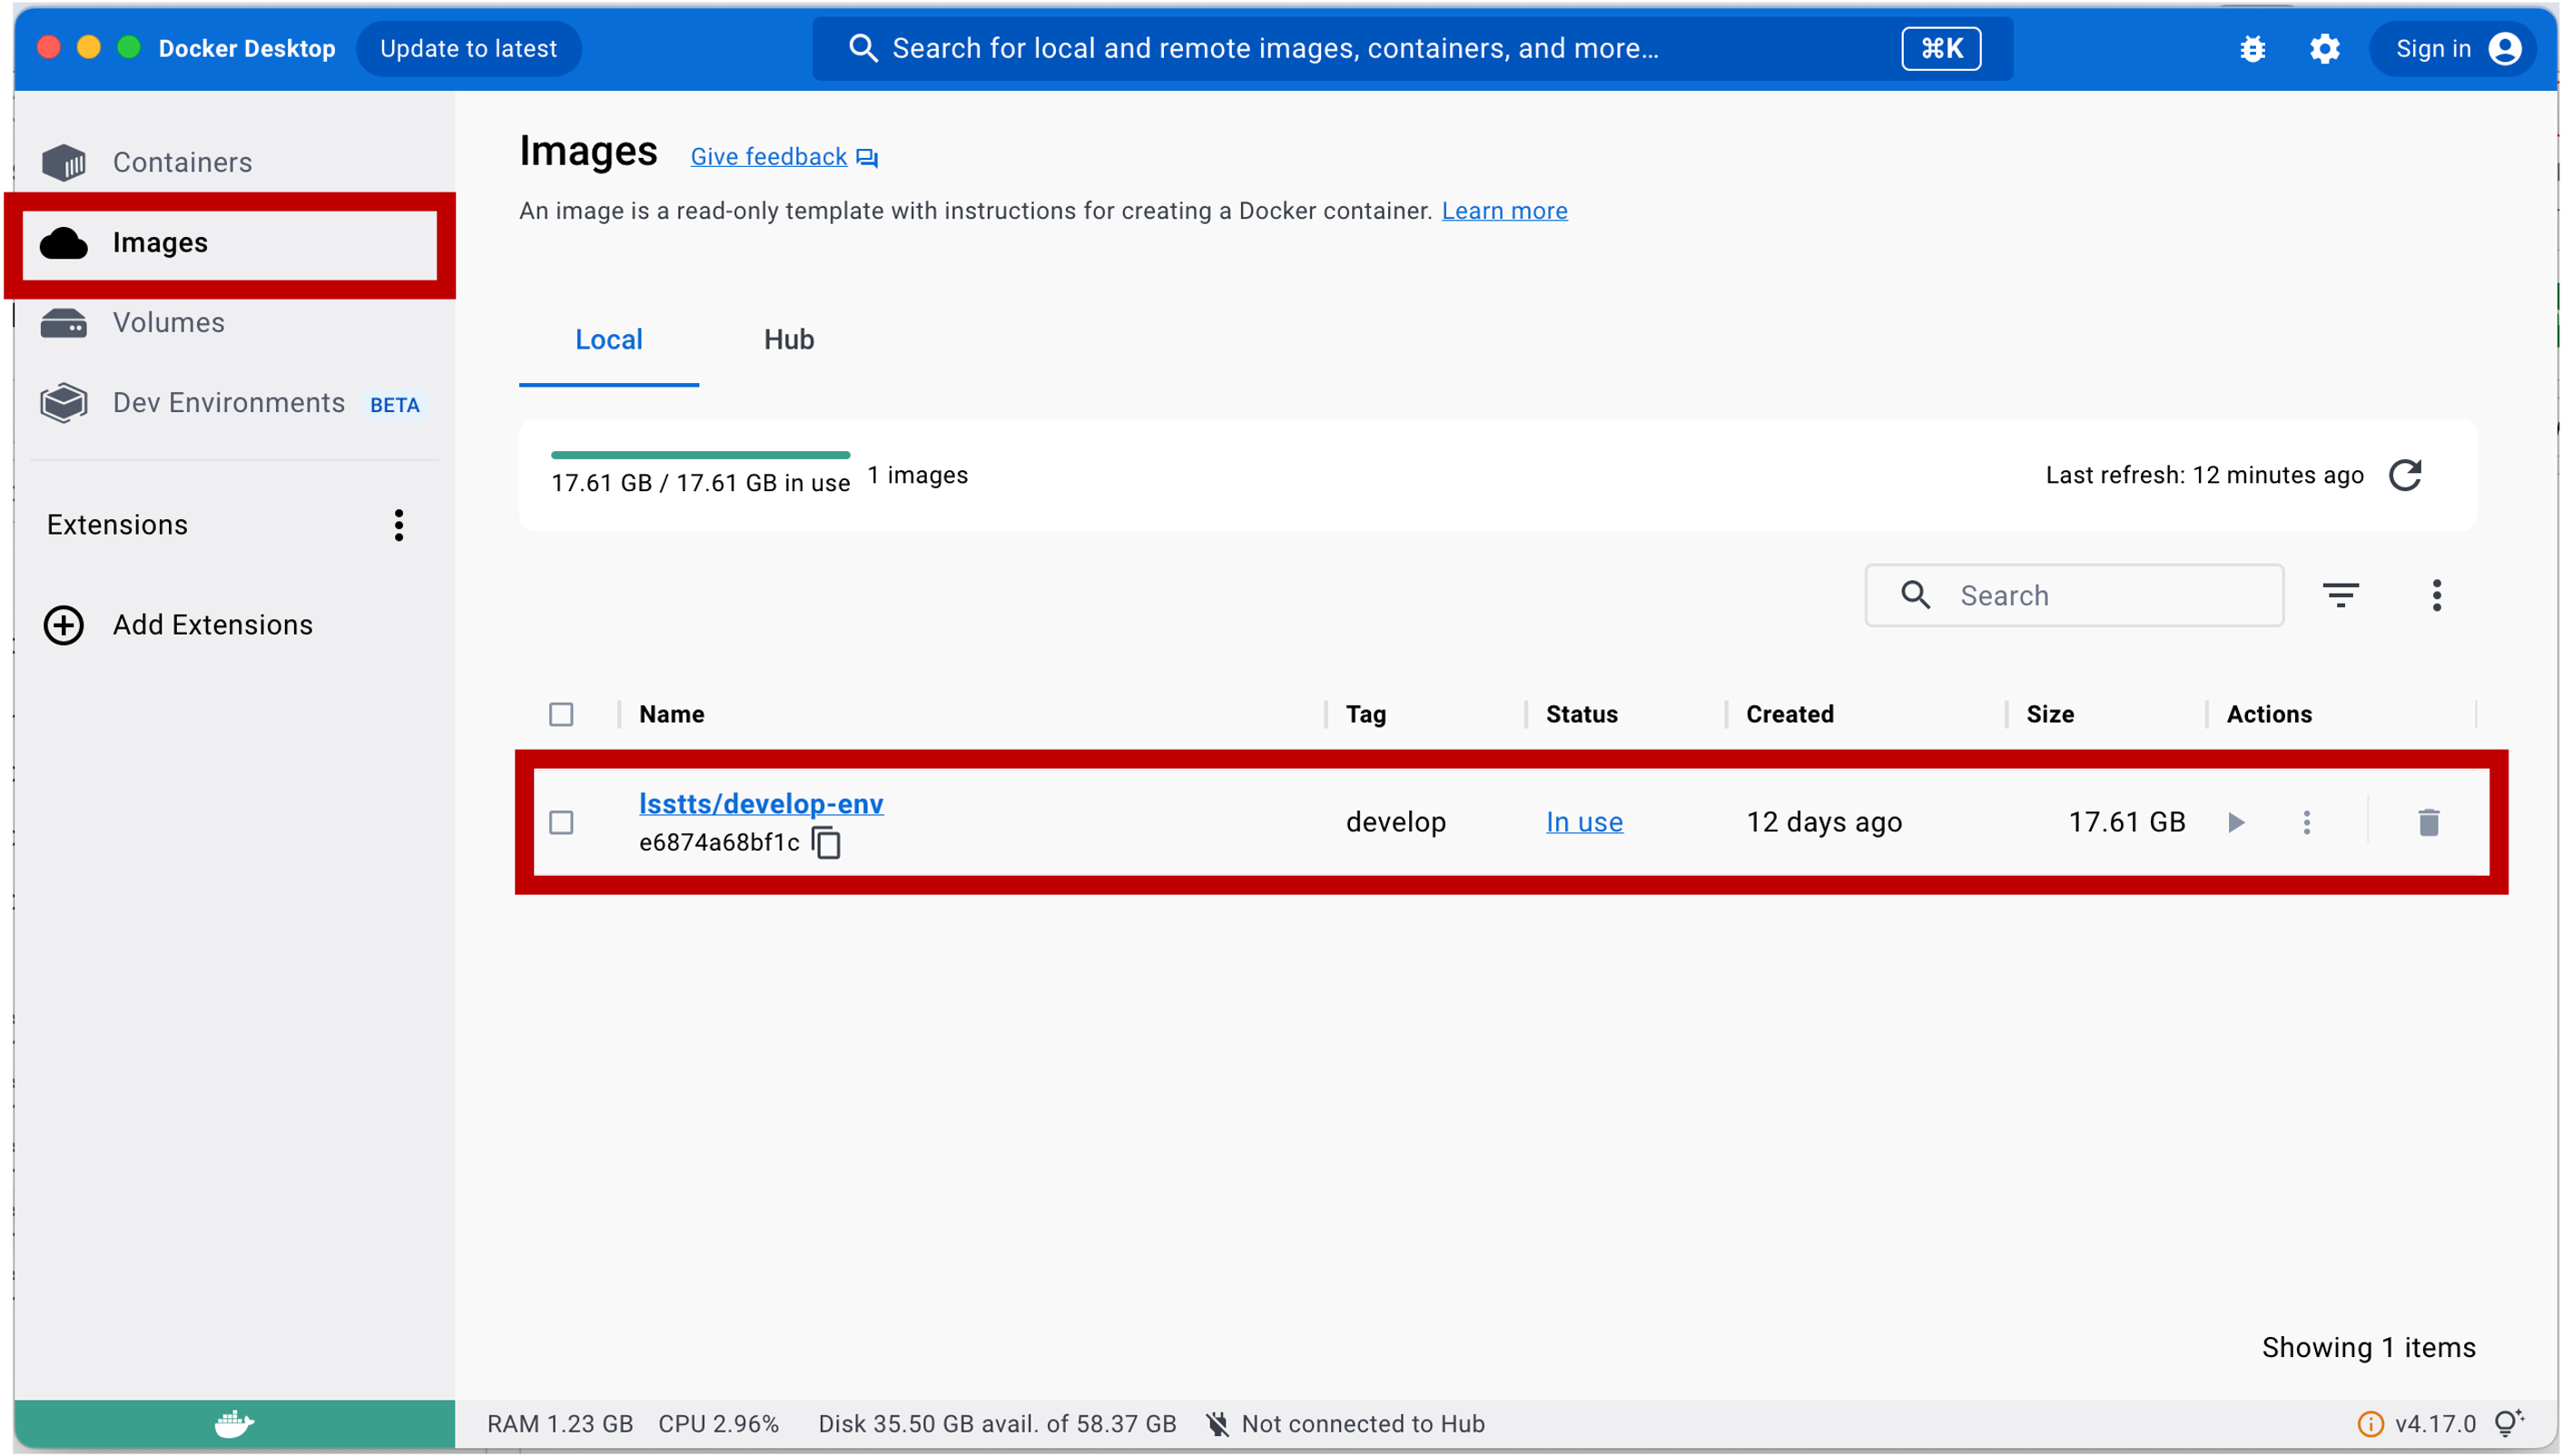 Docker Desktop
Update to latest
Search for local and remote images, containers, and more...
⌘K
Sign in
Containers
Images
Volumes
Dev Environments BETA
Extensions
Add Extensions
Images
Give feedback
An image is a read-only template with instructions for creating a Docker container. Learn more
Local
Hub
17.61 GB / 17.61 GB in use
1 images
Last refresh: 12 minutes ago
Search
Name Tag Status Created Size Actions
lsstts/develop-env
e6874a68bf1c
develop
In use
12 days ago
17.61 GB
Showing 1 items
RAM 1.23 GB CPU 2.96% Disk 35.50 GB avail. of 58.37 GB Not connected to Hub
v4.17.0